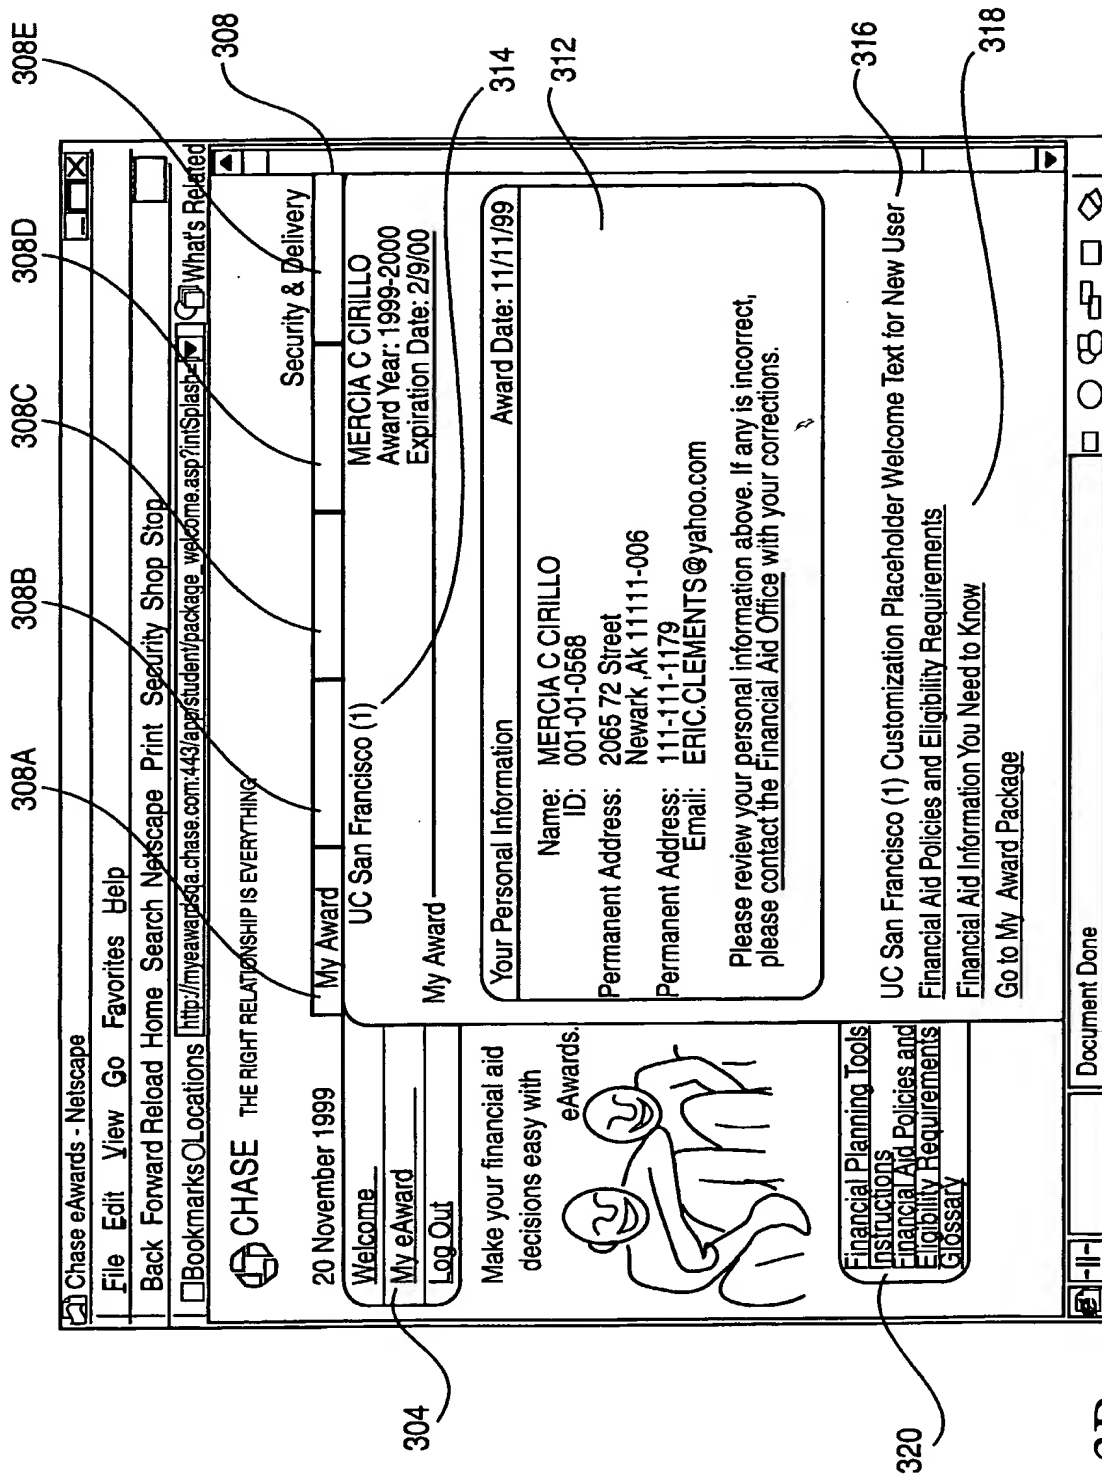 308A
308B
308C
308D
308E
308
314
312
316
318
304
320
Chase eAwards - Netscape
File Edit View Go Favorites Help
Back Forward Reload Home Search Netscape Print Security Shop Stop
Bookmarks Locations http://myeawardsqa.chase.com:443/app/student/package_welcome.asp?intSplash= What's Related
CHASE THE RIGHT RELATIONSHIP IS EVERYTHING
Security & Delivery
20 November 1999
Welcome
My eAward
Log Out
Make your financial aid
decisions easy with
eAwards.
Financial Planning Tools
Instructions
Financial Aid Policies and
Eligibility Requirements
Glossary
My Award
UC San Francisco (1)
MERCIA C CIRILLO
Award Year: 1999-2000
Expiration Date: 2/9/00
My Award
Your Personal Information Award Date: 11/11/99
Name: MERCIA C CIRILLO
ID: 001-01-0568
Permanent Address: 2065 72 Street
Newark ,Ak 11111-006
Permanent Address: 111-111-1179
Email: ERIC.CLEMENTS@yahoo.com
Please review your personal information above. If any is incorrect,
please contact the Financial Aid Office with your corrections.
UC San Francisco (1) Customization Placeholder Welcome Text for New User
Financial Aid Policies and Eligibility Requirements
Financial Aid Information You Need to Know
Go to My Award Package
Document Done